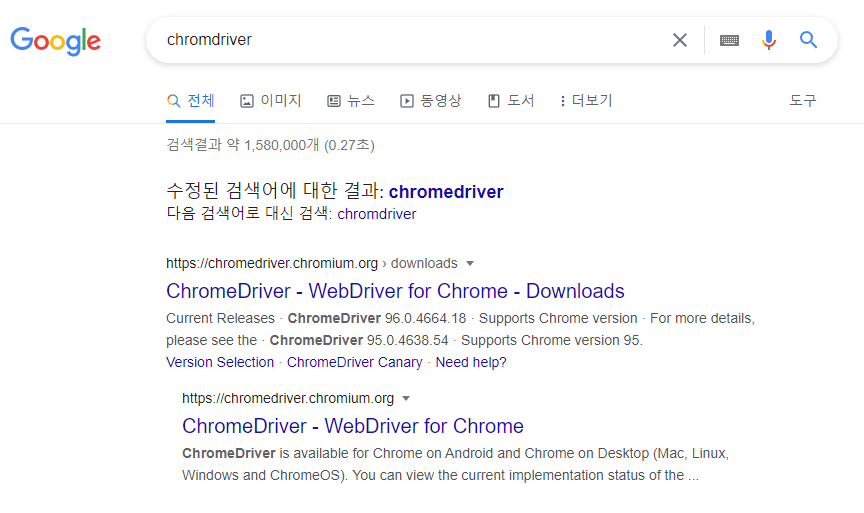 Google
chromdriver
전체 이미지 뉴스 동영상 도서 더보기 도구
검색결과 약 1,580,000개 (0.27초)
수정된 검색어에 대한 결과: chromedriver
다음 검색어로 대신 검색: chromdriver
https://chromedriver.chromium.org › downloads
ChromeDriver - WebDriver for Chrome - Downloads
Current Releases · ChromeDriver 96.0.4664.18 · Supports Chrome version · For more details,
please see the · ChromeDriver 95.0.4638.54 · Supports Chrome version 95.
Version Selection · ChromeDriver Canary · Need help?
https://chromedriver.chromium.org
ChromeDriver - WebDriver for Chrome
ChromeDriver is available for Chrome on Android and Chrome on Desktop (Mac, Linux,
Windows and ChromeOS). You can view the current implementation status of the ...